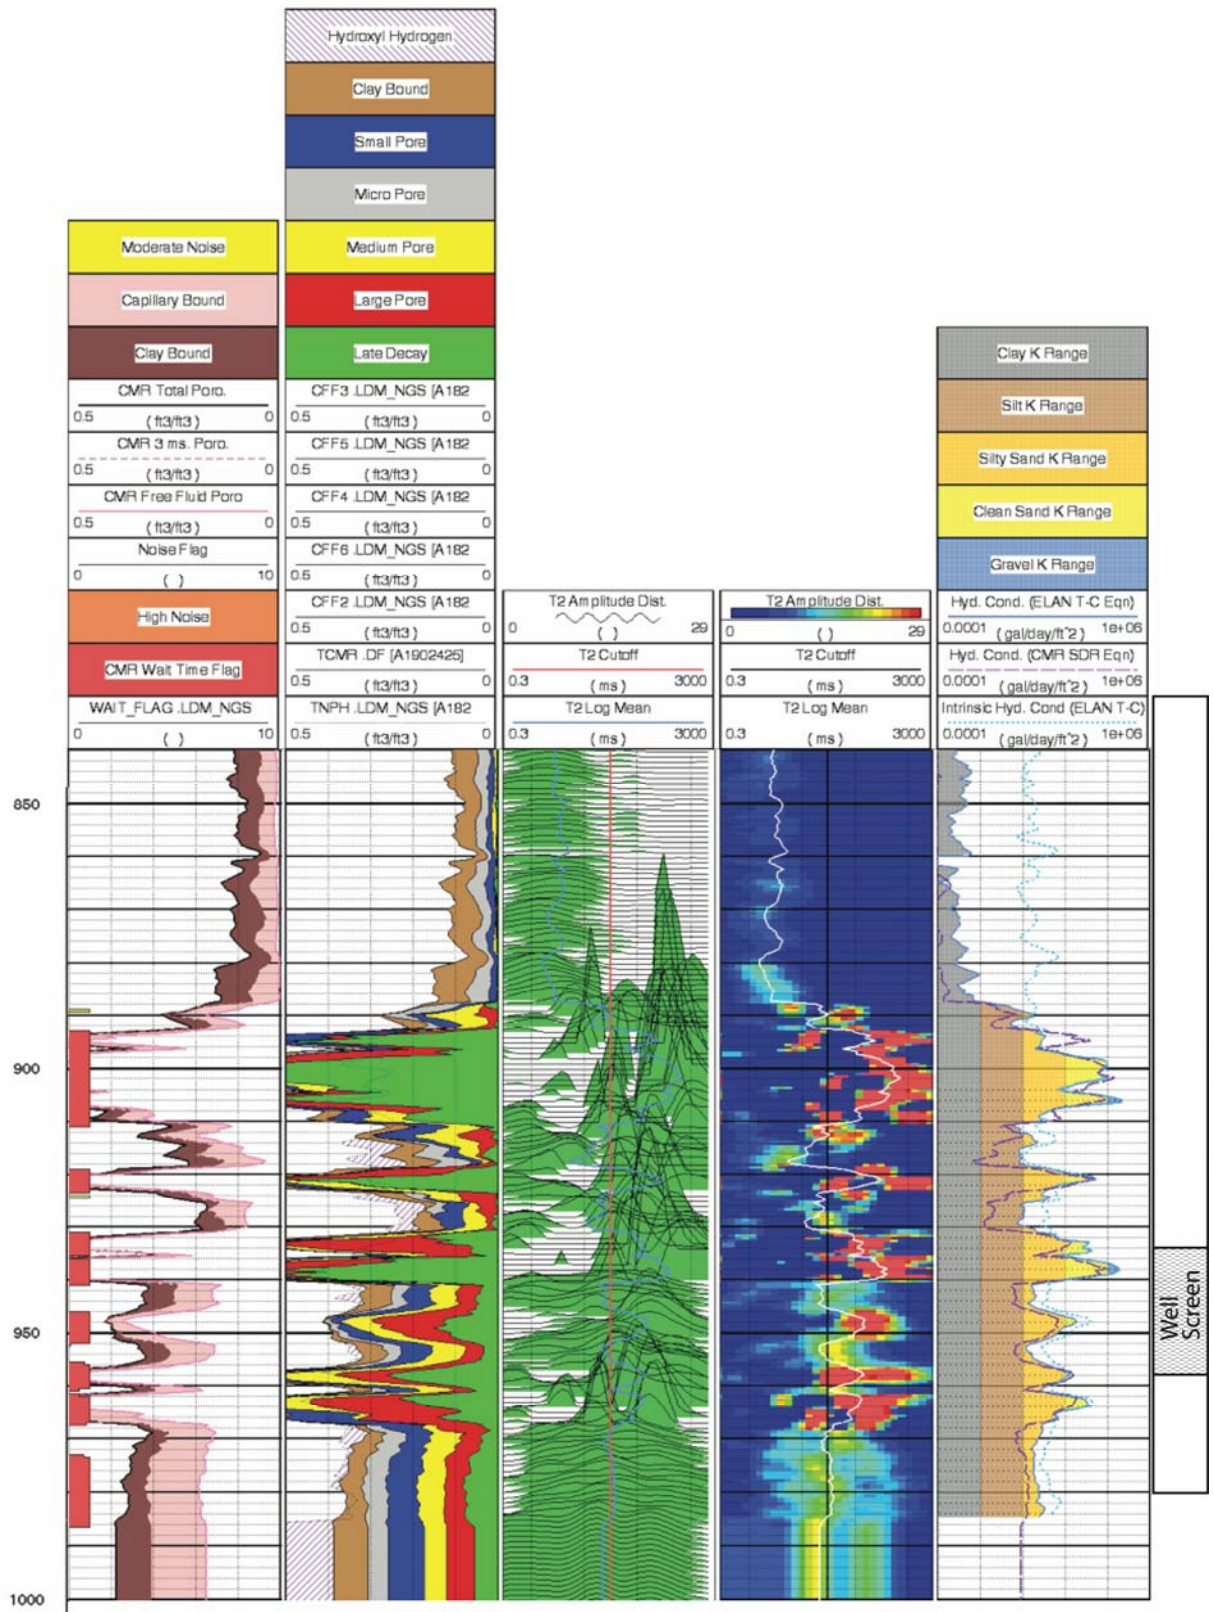 Hydroxyl Hydrogen
Clay Bound
Small Pore
Micro Pore
Moderate Noise
Medium Pore
Capillary Bound
Large Pore
Clay Bound
Late Decay
Clay K Range
CMR Total Poro.
0.5 (ft3/ft3) 0
CFF3 .LDM_NGS [A182
0.5 (ft3/ft3) 0
Silt K Range
CMR 3 ms. Poro.
0.5 (ft3/ft3) 0
CFF5 .LDM_NGS [A182
0.5 (ft3/ft3) 0
Silty Sand K Range
CMR Free Fluid Poro
0.5 (ft3/ft3) 0
CFF4 .LDM_NGS [A182
0.5 (ft3/ft3) 0
Clean Sand K Range
Noise Flag
0 ( ) 10
CFF6 .LDM_NGS [A182
0.5 (ft3/ft3) 0
Gravel K Range
High Noise
CFF2 .LDM_NGS [A182
0.5 (ft3/ft3) 0
T2 Amplitude Dist.
0 ( ) 29
T2 Amplitude Dist.
0 ( ) 29
Hyd. Cond. (ELAN T-C Eqn)
0.0001 (gal/day/ft^2) 1e+06
CMR Wait Time Flag
TCMR .DF [A1902425]
0.5 (ft3/ft3) 0
T2 Cutoff
0.3 (ms) 3000
T2 Cutoff
0.3 (ms) 3000
Hyd. Cond. (CMR SDR Eqn)
0.0001 (gal/day/ft^2) 1e+06
WAIT_FLAG .LDM_NGS
0 ( ) 10
TNPH .LDM_NGS [A182
0.5 (ft3/ft3) 0
T2 Log Mean
0.3 (ms) 3000
T2 Log Mean
0.3 (ms) 3000
Intrinsic Hyd. Cond (ELAN T-C)
0.0001 (gal/day/ft^2) 1e+06
850
900
950
1000
Well
Screen